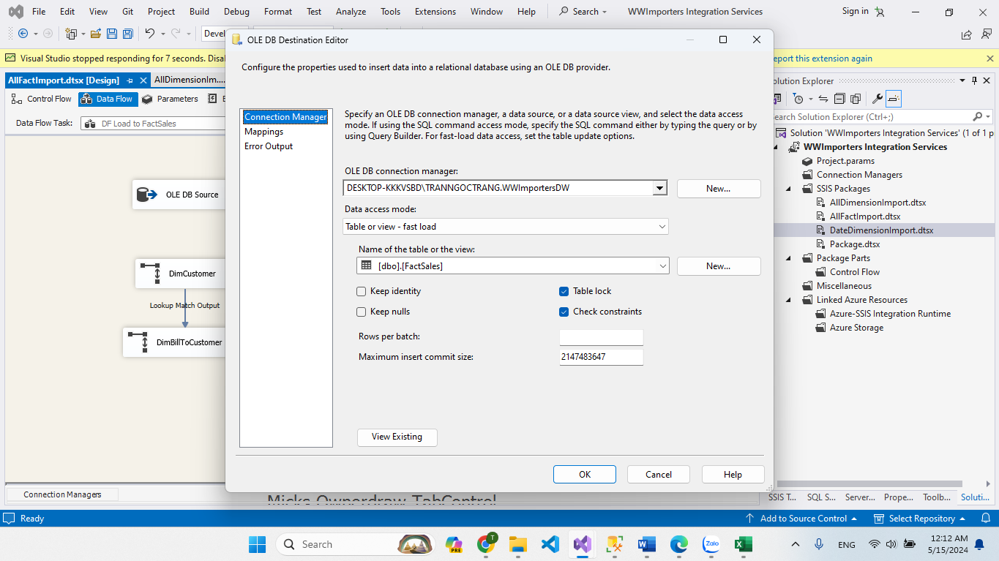 File Edit View Git Project Build Debug Format Test Analyze Tools Extensions Window Help Search WWImporters Integration Services Sign in
Devel
Visual Studio stopped responding for 7 seconds. Disa
eport this extension again
AllFactImport.dtsx [Design] AllDimensionIm....
Control Flow Data Flow Parameters E
Data Flow Task: DF Load to FactSales
OLE DB Source
DimCustomer
Lookup Match Output
DimBillToCustomer
Connection Managers
OLE DB Destination Editor
Configure the properties used to insert data into a relational database using an OLE DB provider.
Connection Manager
Mappings
Error Output
Specify an OLE DB connection manager, a data source, or a data source view, and select the data access
mode. If using the SQL command access mode, specify the SQL command either by typing the query or by
using Query Builder. For fast-load data access, set the table update options.
OLE DB connection manager:
DESKTOP-KKKVSBD\TRANNGOCTRANG.WWImportersDW
New...
Data access mode:
Table or view - fast load
Name of the table or the view:
[dbo].[FactSales]
New...
Keep identity
Table lock
Keep nulls
Check constraints
Rows per batch:
Maximum insert commit size:
2147483647
View Existing
OK Cancel Help
Micks Ownerdraw TabControl
olution Explorer
earch Solution Explorer (Ctrl+;)
Solution 'WWImporters Integration Services' (1 of 1 p
WWImporters Integration Services
Project.params
Connection Managers
SSIS Packages
AllDimensionImport.dtsx
AllFactImport.dtsx
DateDimensionImport.dtsx
Package.dtsx
Package Parts
Control Flow
Miscellaneous
Linked Azure Resources
Azure-SSIS Integration Runtime
Azure Storage
SSIS T... SQL S... Server... Prope... Toolb... Soluti...
Ready
Add to Source Control Select Repository
Search
PRE
T
Zalo
ENG
12:12 AM
5/15/2024